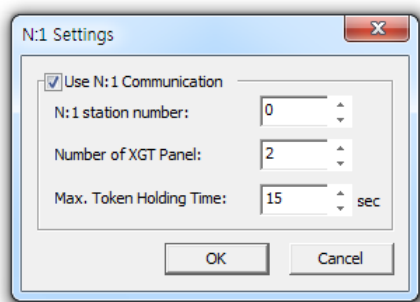 N:1 Settings
Use N:1 Communication
N:1 station number: 0
Number of XGT Panel: 2
Max. Token Holding Time: 15 sec
OK Cancel